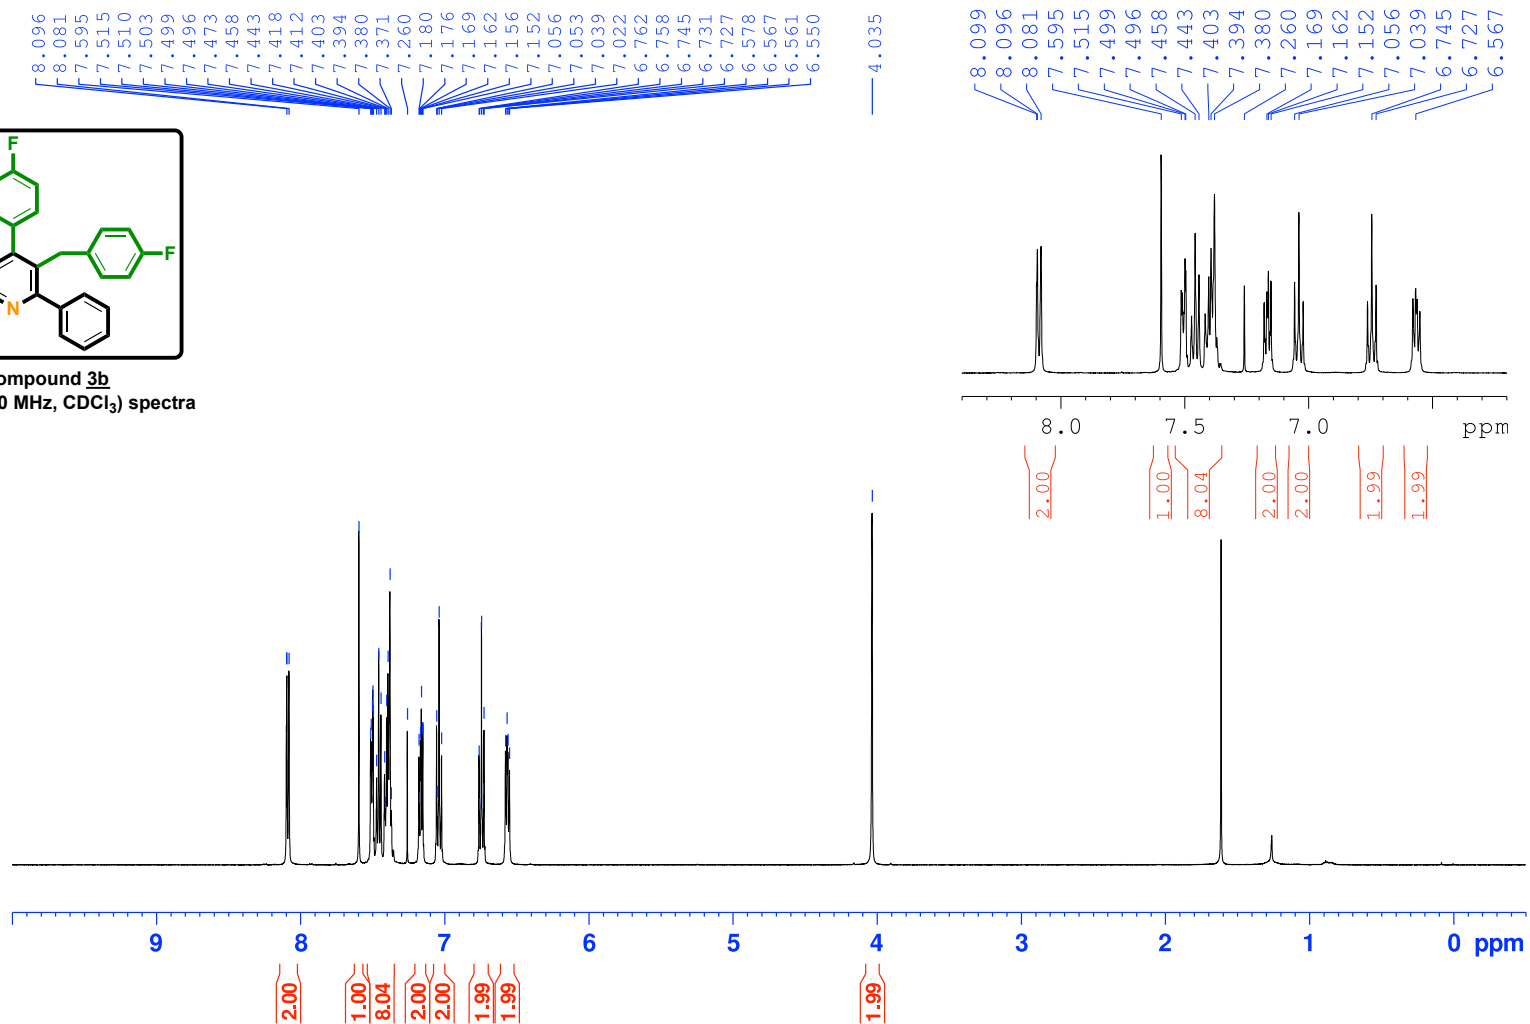 8.096 8.081 7.595 7.515 7.510 7.503 7.499 7.496 7.473 7.458 7.443 7.418 7.412 7.403 7.394 7.380 7.371 7.260 7.180 7.176 7.169 7.162 7.156 7.152 7.056 7.053 7.039 7.022 6.762 6.758 6.745 6.731 6.727 6.578 6.567 6.561 6.550 4.035
8.099 8.096 8.081 7.595 7.515 7.499 7.496 7.458 7.443 7.403 7.394 7.380 7.260 7.169 7.162 7.152 7.056 7.039 6.745 6.727 6.567
F
F
N
ompound 3b
0 MHz, CDCl₃) spectra
8.0 7.5 7.0 ppm
2.00 1.00 8.04 2.00 2.00 1.99 1.99
9 8 7 6 5 4 3 2 1 0 ppm
2.00 1.00 8.04 2.00 2.00 1.99 1.99 1.99